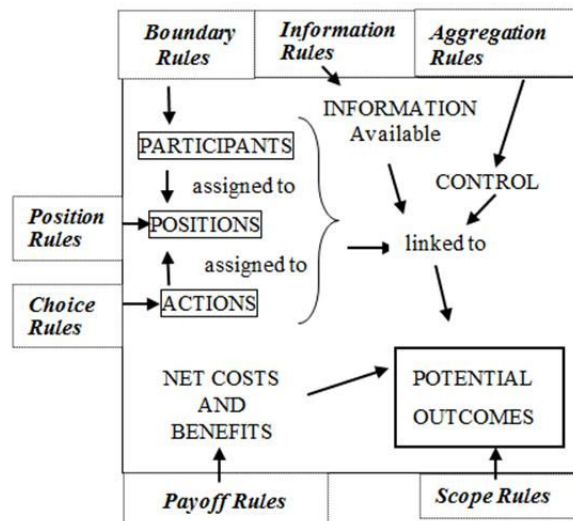 Boundary
Rules
Information
Rules
Aggregation
Rules
INFORMATION
Available
PARTICIPANTS
assigned to
CONTROL
Position
Rules
POSITIONS
linked to
assigned to
Choice
Rules
ACTIONS
NET COSTS
AND
BENEFITS
POTENTIAL
OUTCOMES
Payoff Rules
Scope Rules